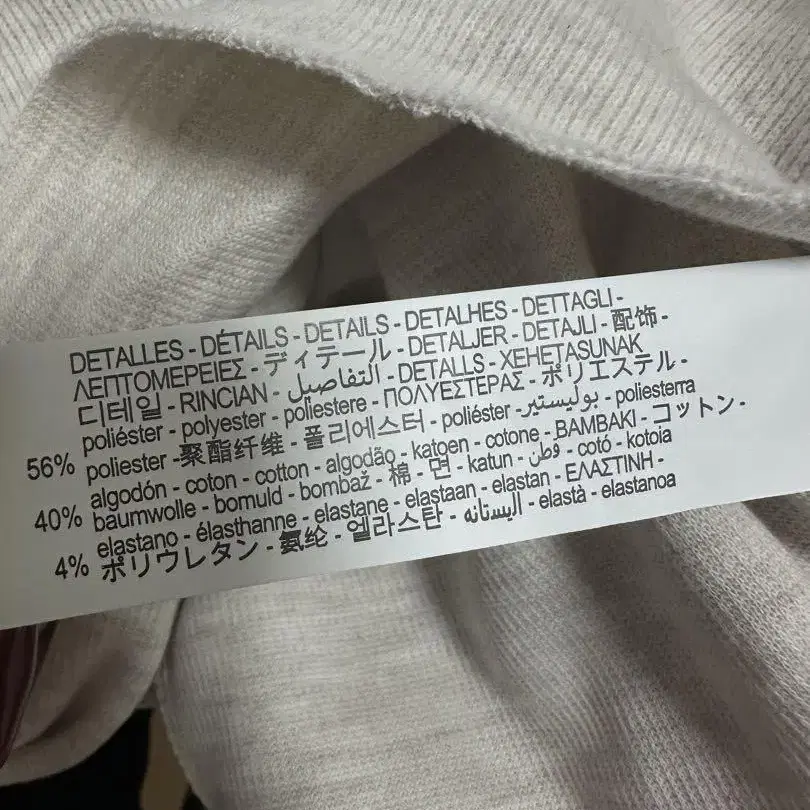 DETALLES - DÉTAILS - DETAILS - DETALHES - DETTAGLI -
ΛΕΠΤΟΜΕΡΕΙΕΣ - ディテール - DETALJER - DETAJLI - 配饰 -
디테일 - RINCIAN - التفاصيل - DETALLS - XEHETASUNAK
56% poliéster - polyester - poliestere - ΠΟΛΥΕΣΤΕΡΑΣ - ポリエステル -
poliester -聚酯纤维 - 폴리에스터 - polièster - بوليستير - poliesterra
40% algodón - coton - cotton - algodão - katoen - cotone - BAMBAKI - コットン -
baumwolle - bomuld - bombaž - 棉 - 면 - katun - قطن - cotó - kotoia
4% elastano - élasthanne - elastane - elastaan - elastan - ΕΛΑΣΤΙΝΗ -
ポリウレタン - 氨纶 - 엘라스탄 - اليستانه - elastà - elastanoa